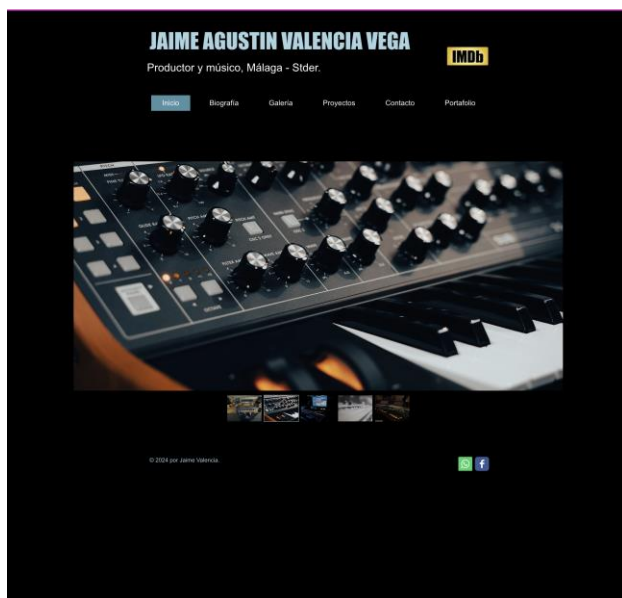 JAIME AGUSTIN VALENCIA VEGA
IMDb
Productor y músico, Málaga - Stder.
Inicio Biografía Galería Proyectos Contacto Portafolio
© 2024 por Jaime Valencia.